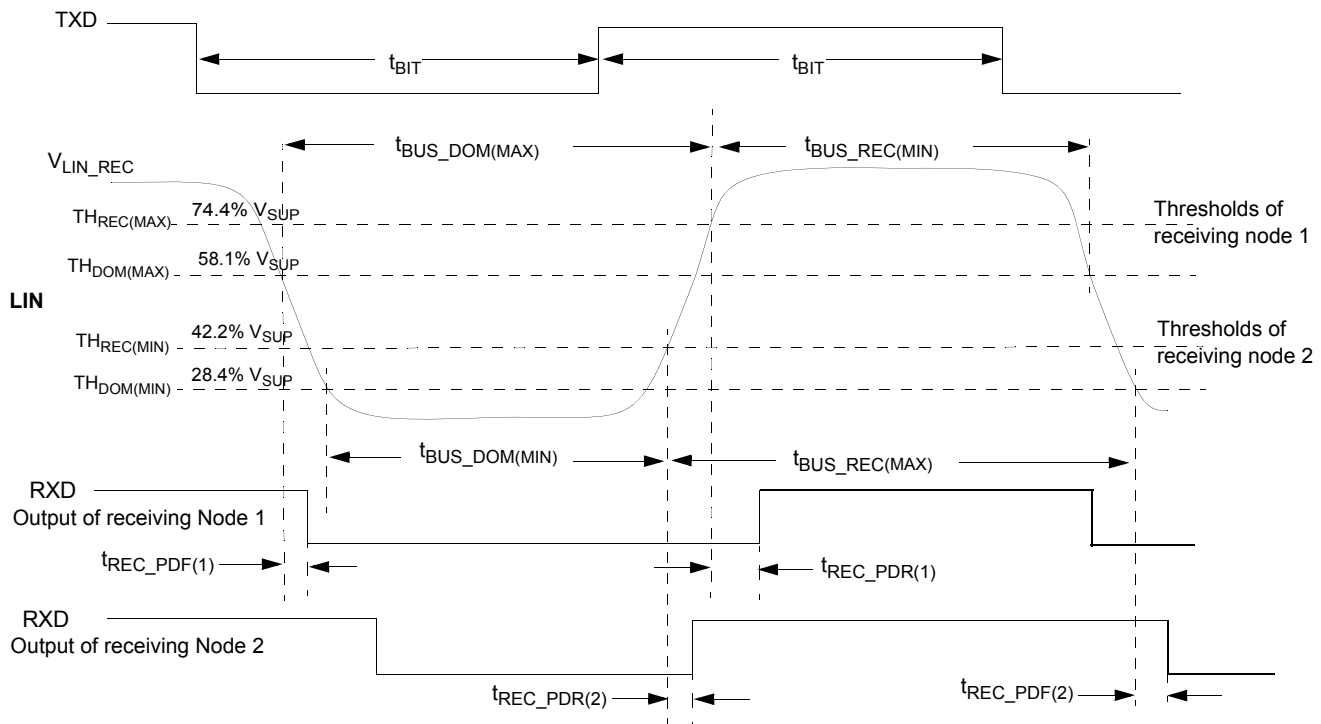 TXD
tBIT
tBIT
tBUS_DOM(MAX)
tBUS_REC(MIN)
VLIN_REC
THREC(MAX)
74.4% VSUP
Thresholds of
receiving node 1
THDOM(MAX)
58.1% VSUP
LIN
THREC(MIN)
42.2% VSUP
Thresholds of
receiving node 2
THDOM(MIN)
28.4% VSUP
tBUS_DOM(MIN)
tBUS_REC(MAX)
RXD
Output of receiving Node 1
tREC_PDF(1)
tREC_PDR(1)
RXD
Output of receiving Node 2
tREC_PDR(2)
tREC_PDF(2)